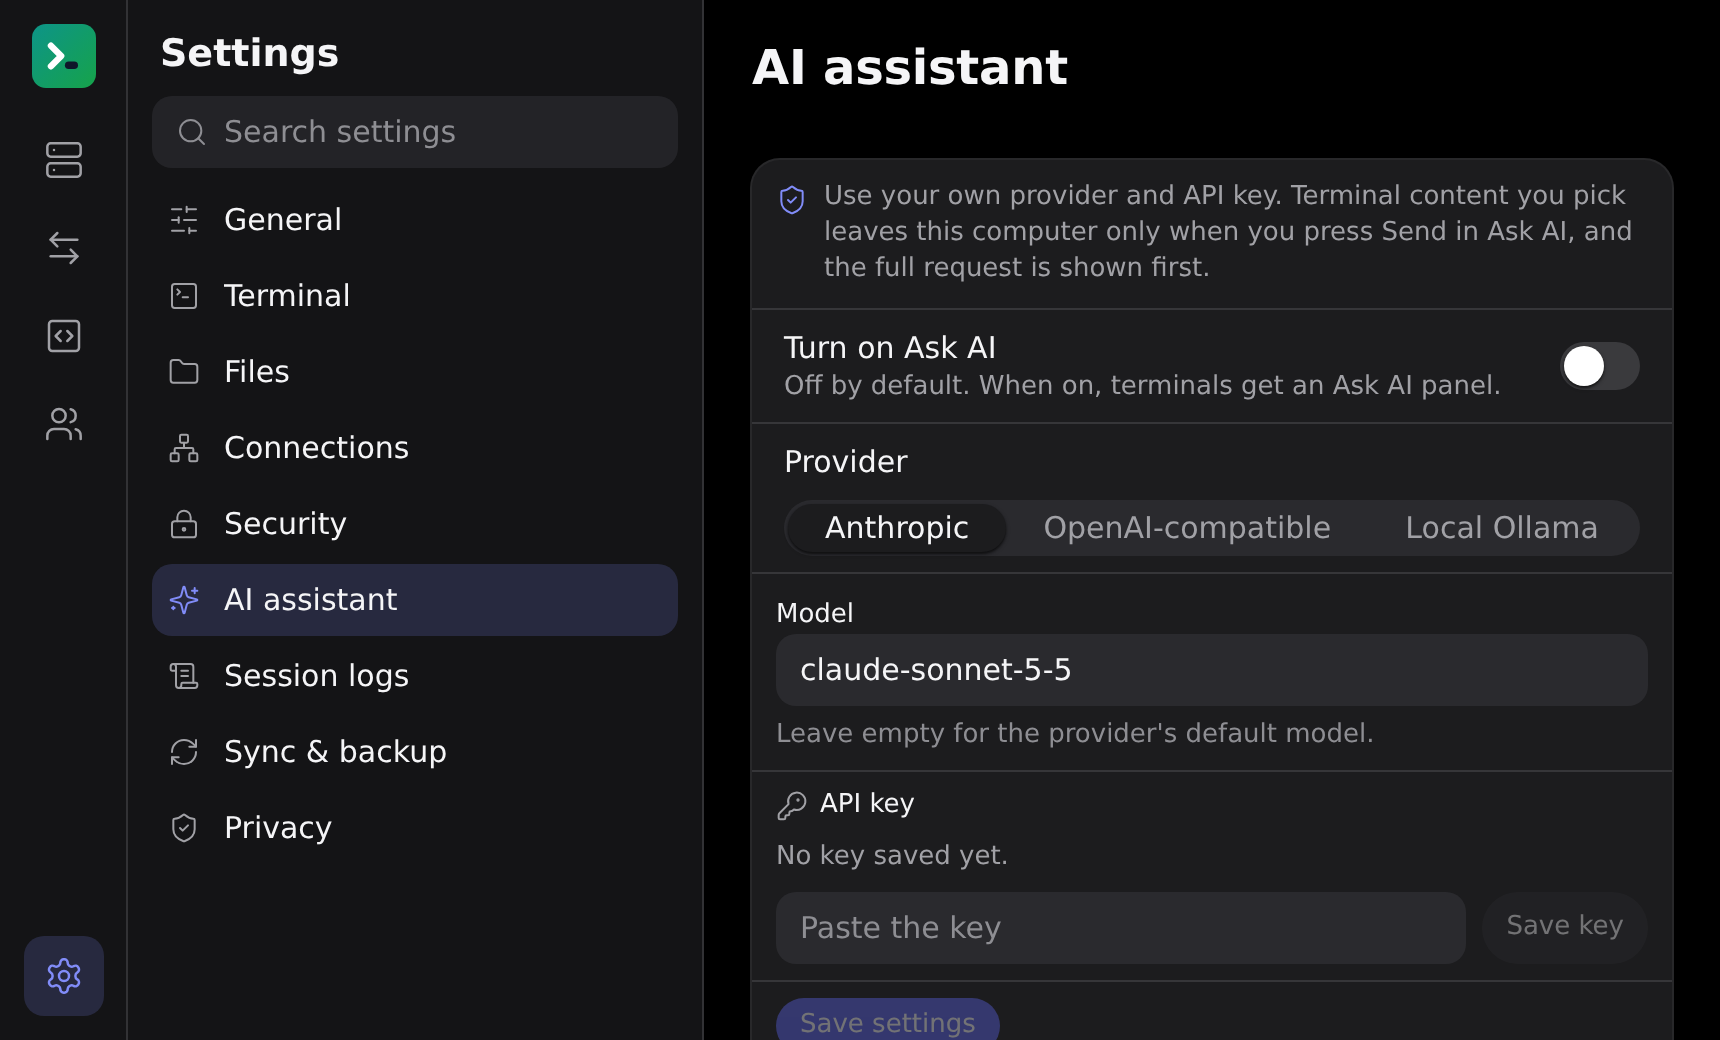 Settings
Search settings
General
Terminal
Files
Connections
Security
AI assistant
Session logs
Sync & backup
Privacy
AI assistant
Use your own provider and API key. Terminal content you pick
leaves this computer only when you press Send in Ask AI, and
the full request is shown first.
Turn on Ask AI
Off by default. When on, terminals get an Ask AI panel.
Provider
Anthropic OpenAI-compatible Local Ollama
Model
claude-sonnet-5-5
Leave empty for the provider's default model.
API key
No key saved yet.
Paste the key
Save key
Save settings